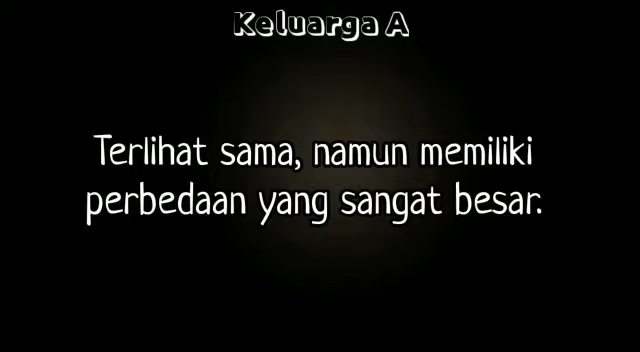 Keluarga A
Terlihat sama, namun memiliki
perbedaan yang sangat besar.